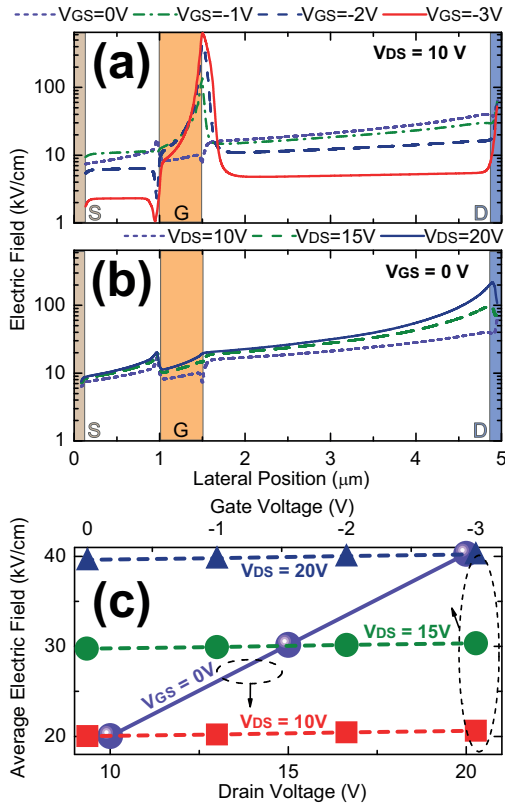 VGS=0V VGS=-1V VGS=-2V VGS=-3V
(a) VDS = 10 V
100
10
1
S G D
Electric Field (kV/cm)
VDS=10V VDS=15V VDS=20V
(b) VGS = 0 V
100
10
1
S G D
0 1 2 3 4 5
Lateral Position (μm)
Gate Voltage (V)
0 -1 -2 -3
40
VDS = 20V
(c)
VDS = 15V
30
VGS = 0V
VDS = 10V
20
Average Electric Field (kV/cm)
10 15 20
Drain Voltage (V)